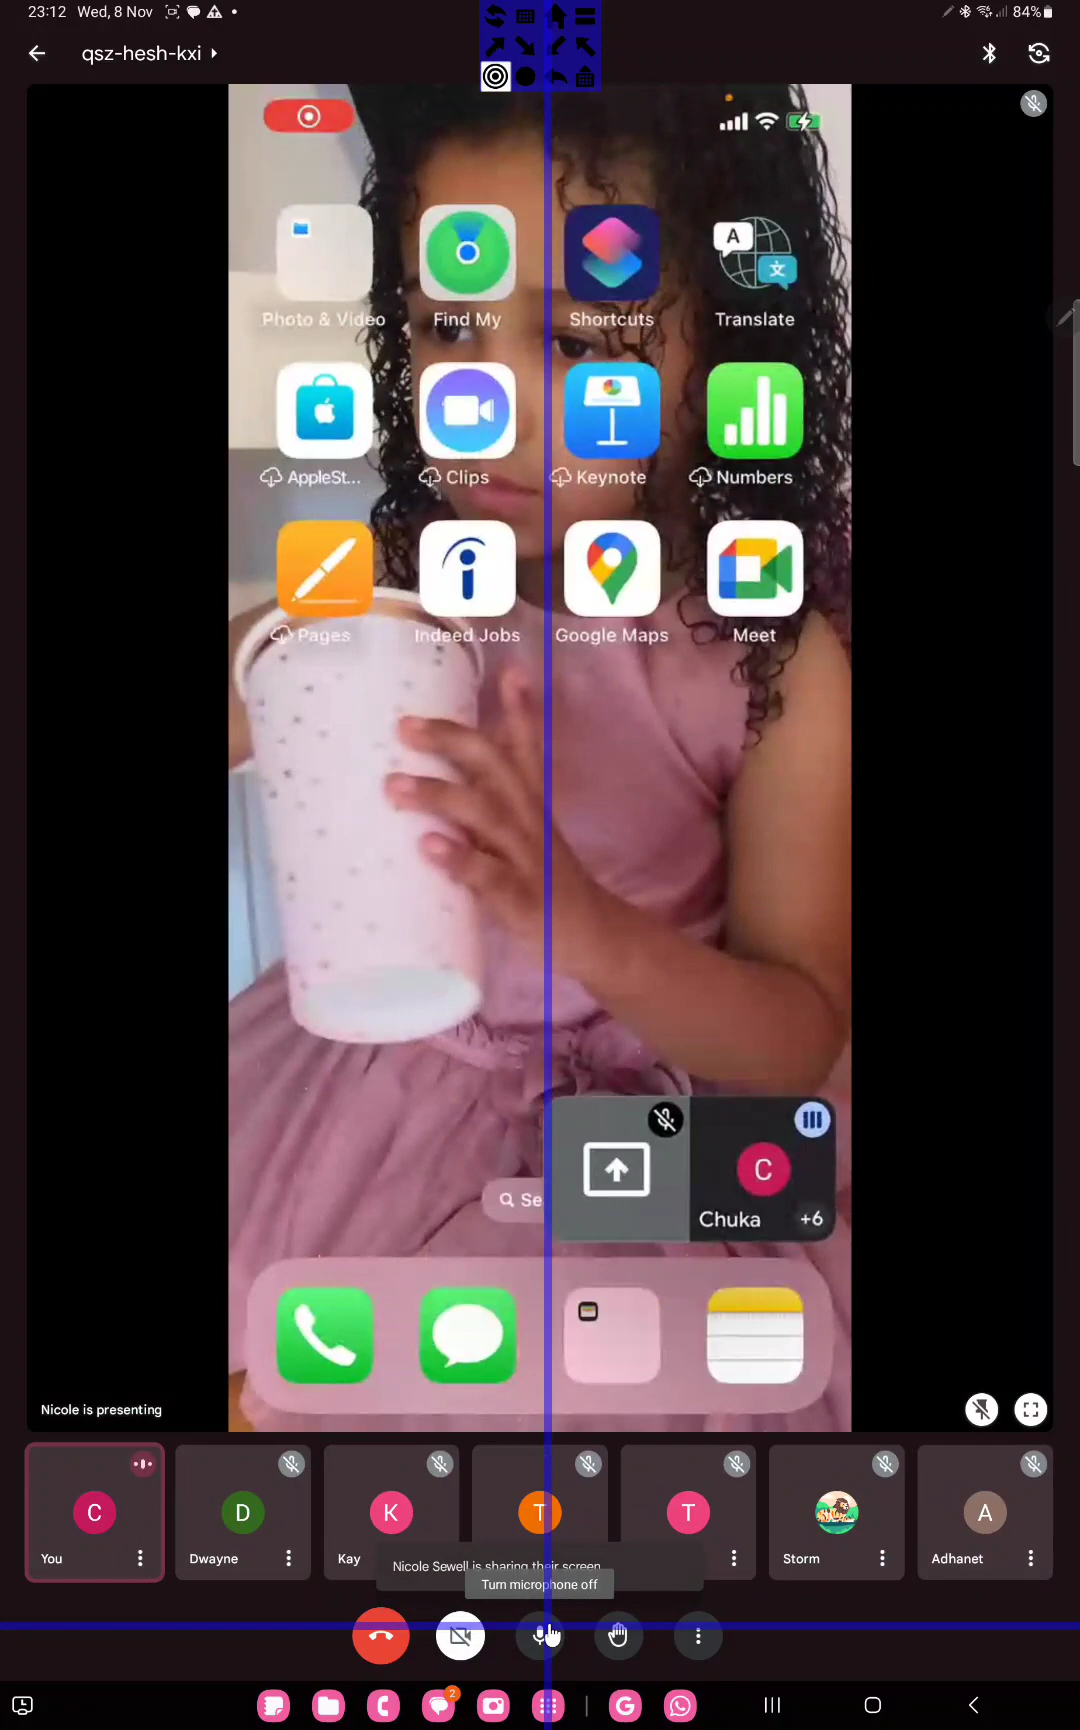 23:12 Wed, 8 Nov
84%
qsz-hesh-kxi
A
文
Photo & Video
Find My
Shortcuts
Translate
AppleSt...
Clips
Keynote
Numbers
Pages
Indeed Jobs
Google Maps
Meet
C
Chuka +6
Se
Nicole is presenting
C
D
K
T
T
A
You
Dwayne
Kay
Storm
Adhanet
Nicole Sewell is sharing their screen
Turn microphone off
2
G